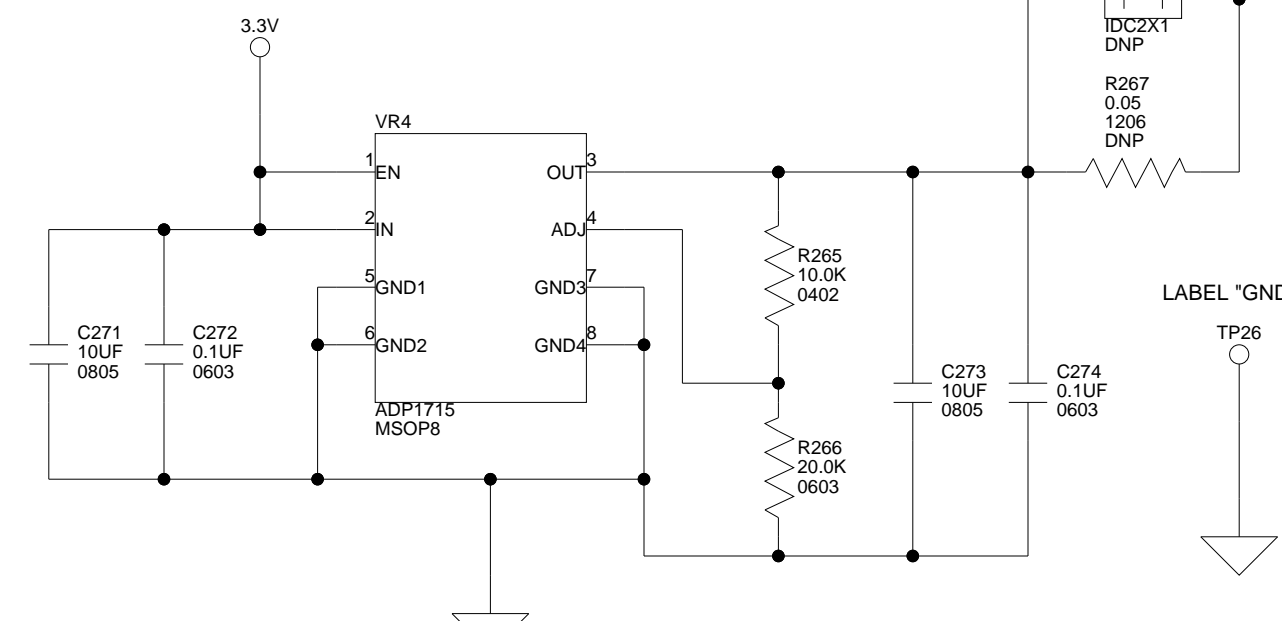 3.3V
IDC2X1
DNP
R267
0.05
1206
DNP
VR4
1
EN
OUT
3
2
IN
ADJ
4
5
GND1
GND3
7
6
GND2
GND4
8
ADP1715
MSOP8
C271
10UF
0805
C272
0.1UF
0603
R265
10.0K
0402
R266
20.0K
0603
C273
10UF
0805
C274
0.1UF
0603
LABEL "GND
TP26